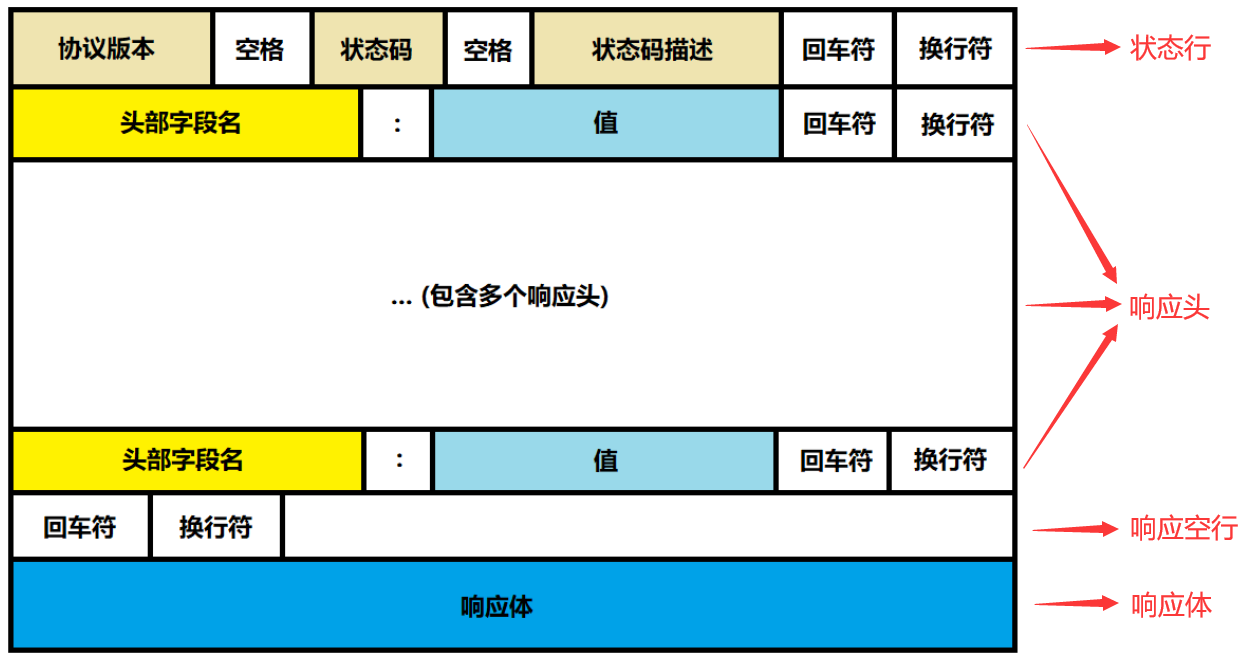 协议版本 空格 状态码 空格 状态码描述 回车符 换行符 状态行
头部字段名 : 值 回车符 换行符
... (包含多个响应头) 响应头
头部字段名 : 值 回车符 换行符
回车符 换行符 响应空行
响应体 响应体